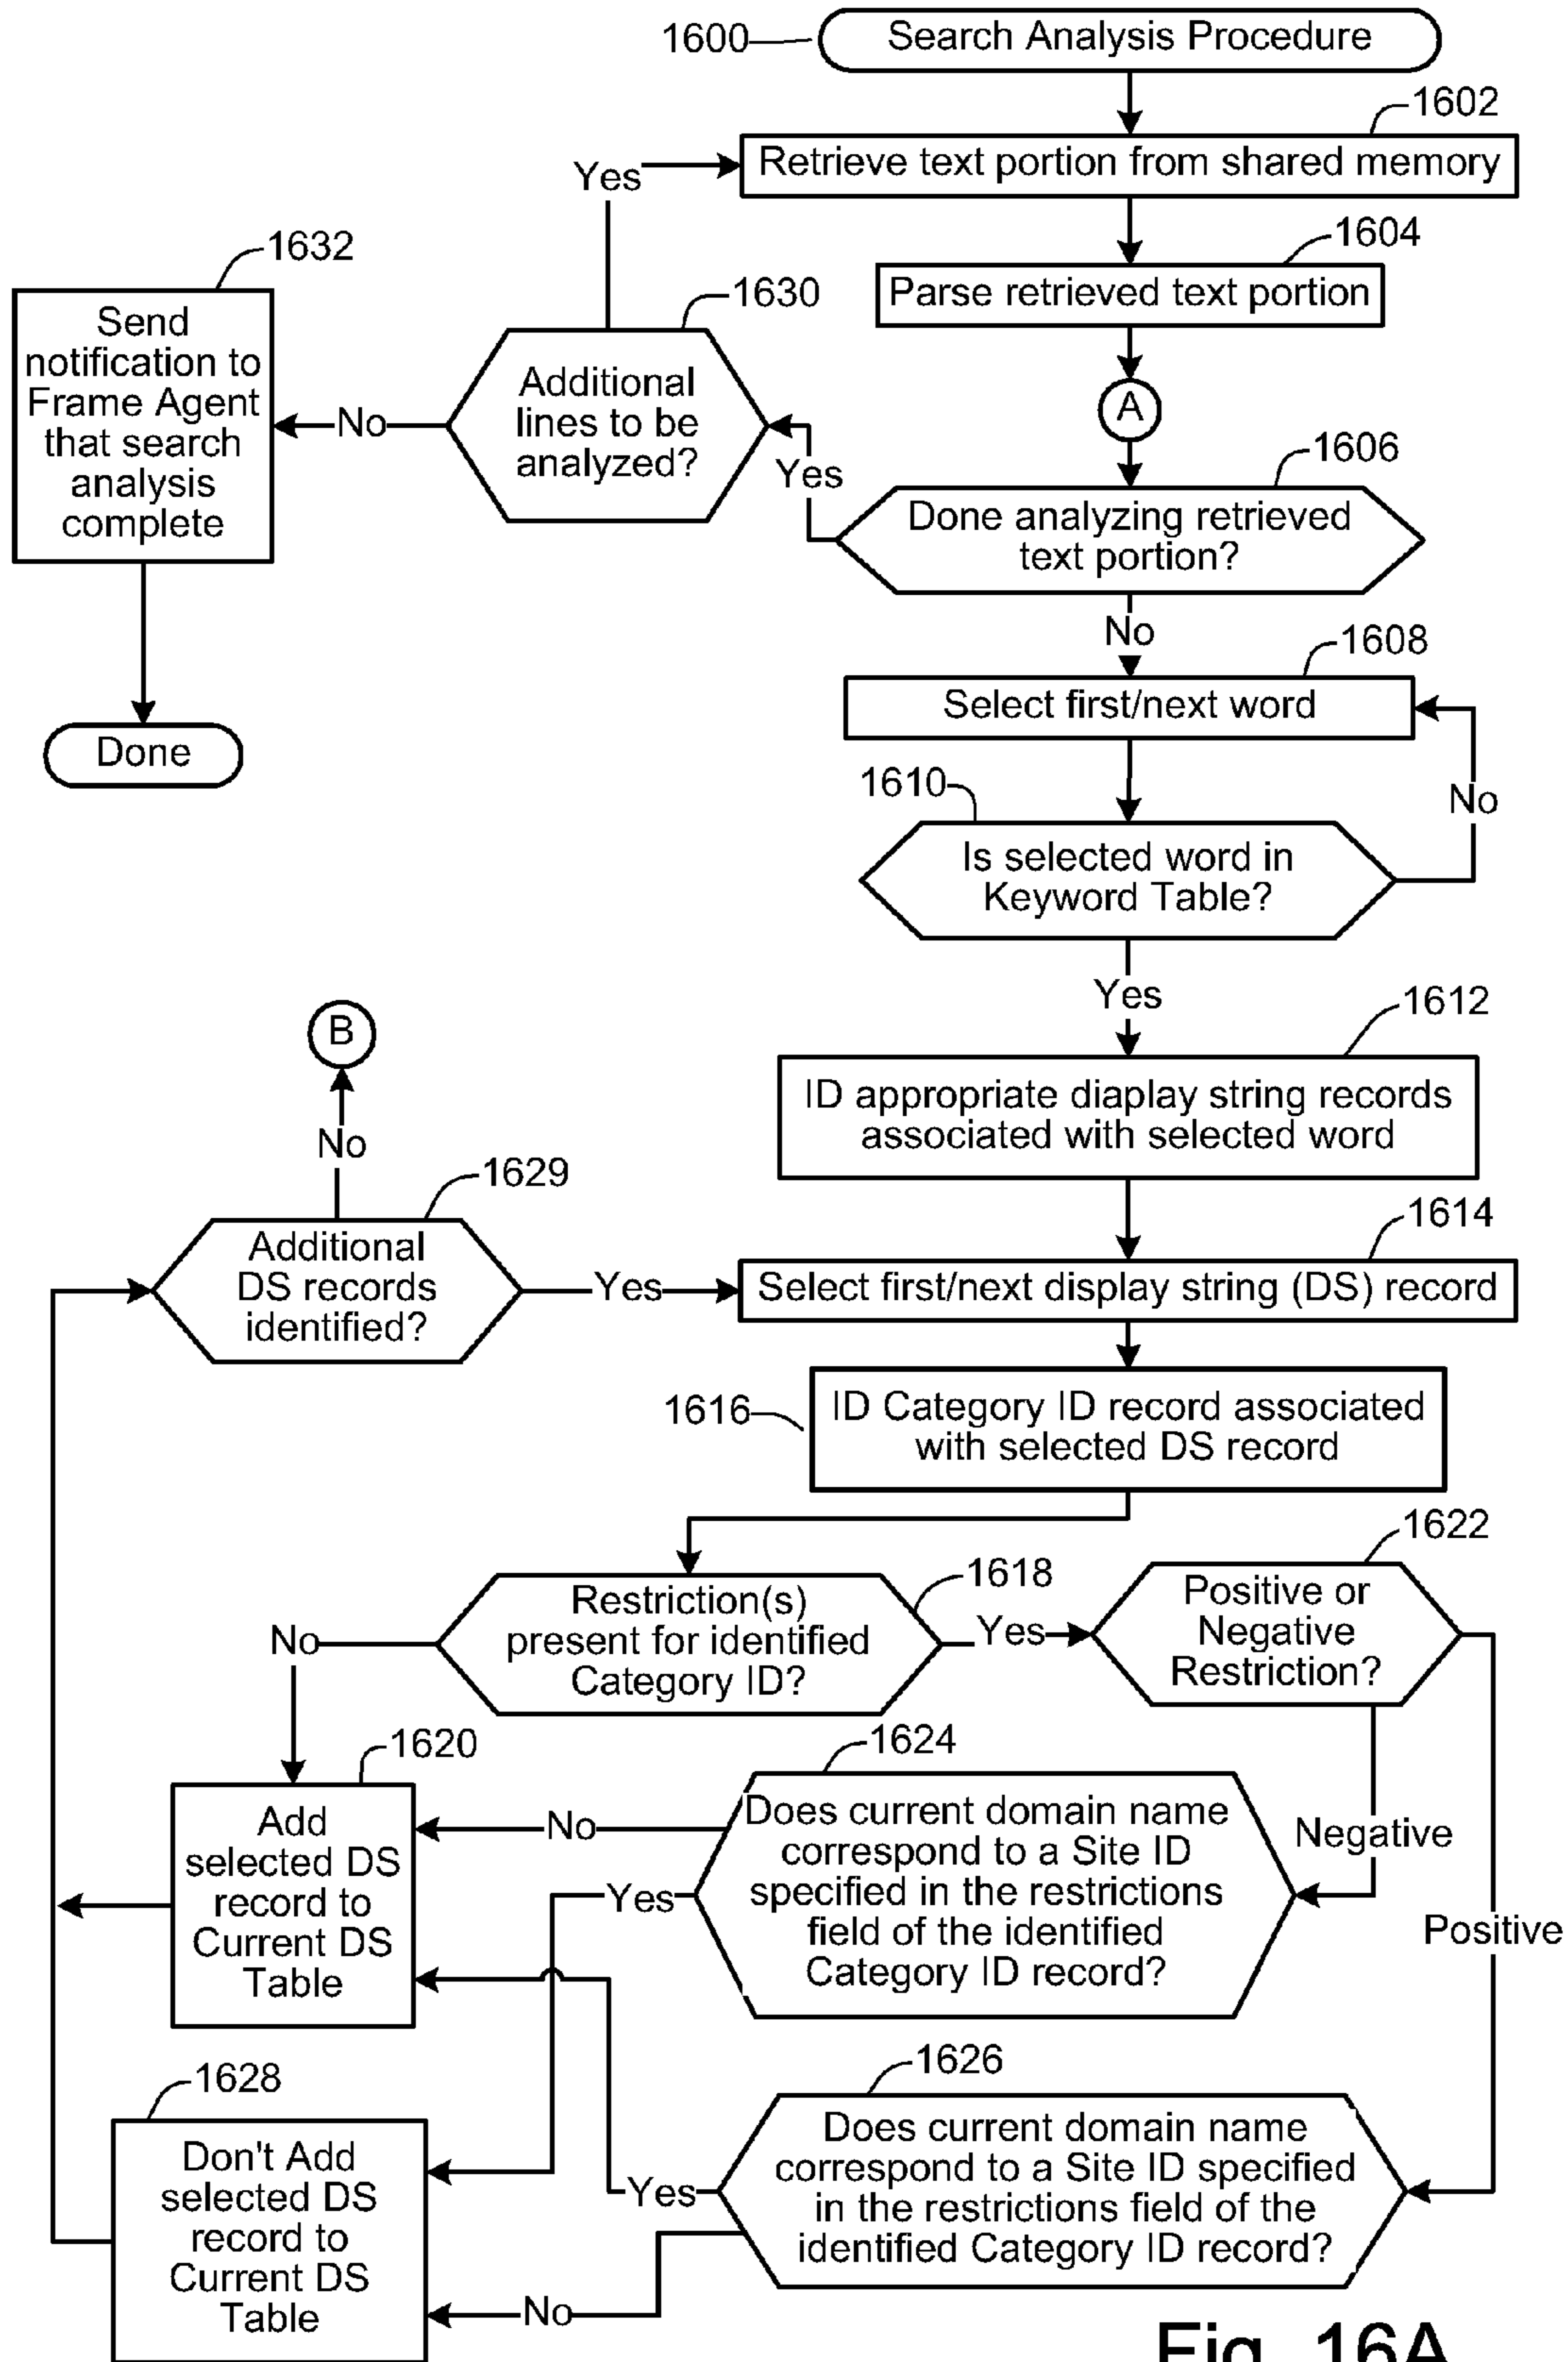 1600
Search Analysis Procedure
1602
Yes
Retrieve text portion from shared memory
1632
1604
Send
notification to
Frame Agent
that search
analysis
complete
1630
Parse retrieved text portion
Additional
lines to be
analyzed?
No
A
Yes
1606
Done analyzing retrieved
text portion?
No
1608
Select first/next word
Done
1610
No
Is selected word in
Keyword Table?
Yes
B
1612
ID appropriate diaplay string records
associated with selected word
No
1629
1614
Additional
DS records
identified?
Yes
Select first/next display string (DS) record
1616
ID Category ID record associated
with selected DS record
1622
1618
Restriction(s)
present for identified
Category ID?
No
Yes
Positive or
Negative
Restriction?
1620
1624
Add
selected DS
record to
Current DS
Table
No
Does current domain name
correspond to a Site ID
specified in the restrictions
field of the identified
Category ID record?
Negative
Yes
Positive
1628
1626
Don't Add
selected DS
record to
Current DS
Table
Does current domain name
correspond to a Site ID specified
in the restrictions field of the
identified Category ID record?
Yes
No
Fig. 16A